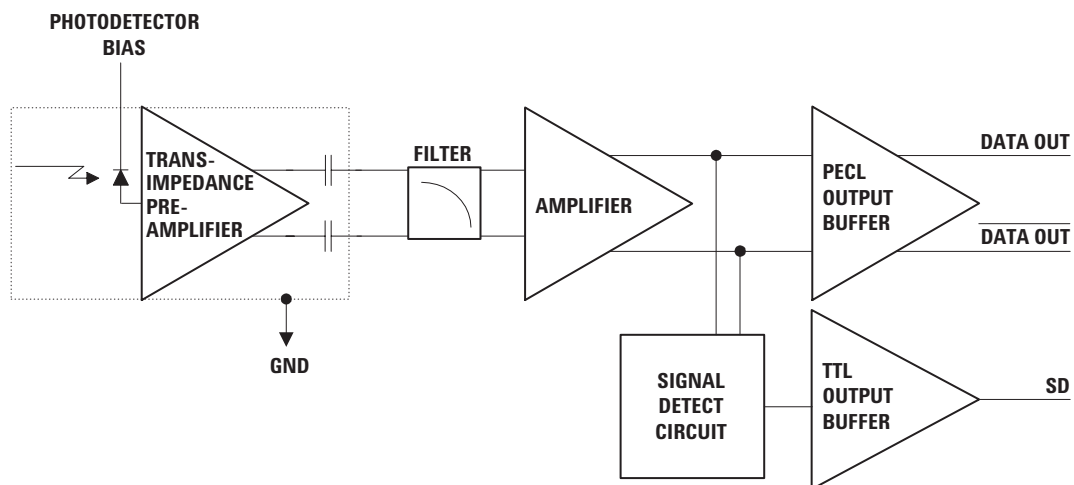 PHOTODETECTOR
BIAS
TRANS-
IMPEDANCE
PRE-
AMPLIFIER
GND
FILTER
AMPLIFIER
PECL
OUTPUT
BUFFER
DATA OUT
DATA OUT
SIGNAL
DETECT
CIRCUIT
TTL
OUTPUT
BUFFER
SD